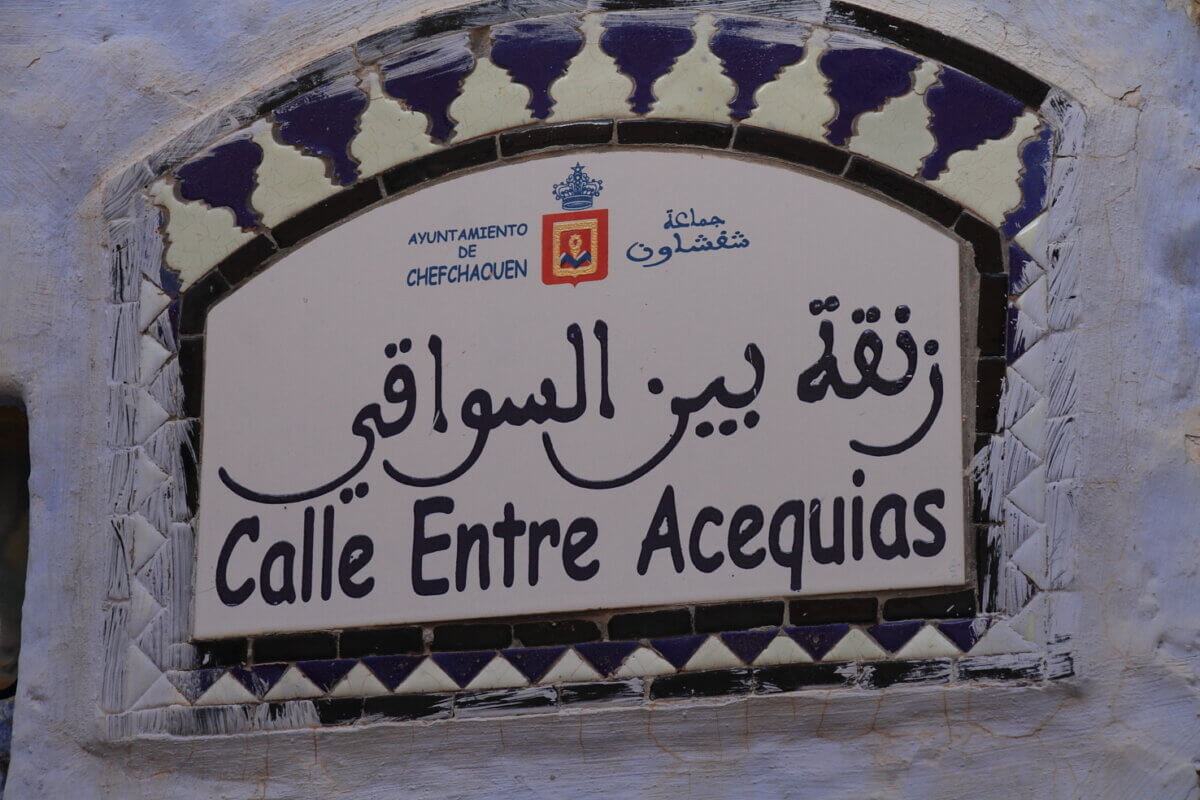 AYUNTAMIENTO
DE
CHEFCHAOUEN
جماعة
شفشاون
زنقة بين السواقي
Calle Entre Acequias